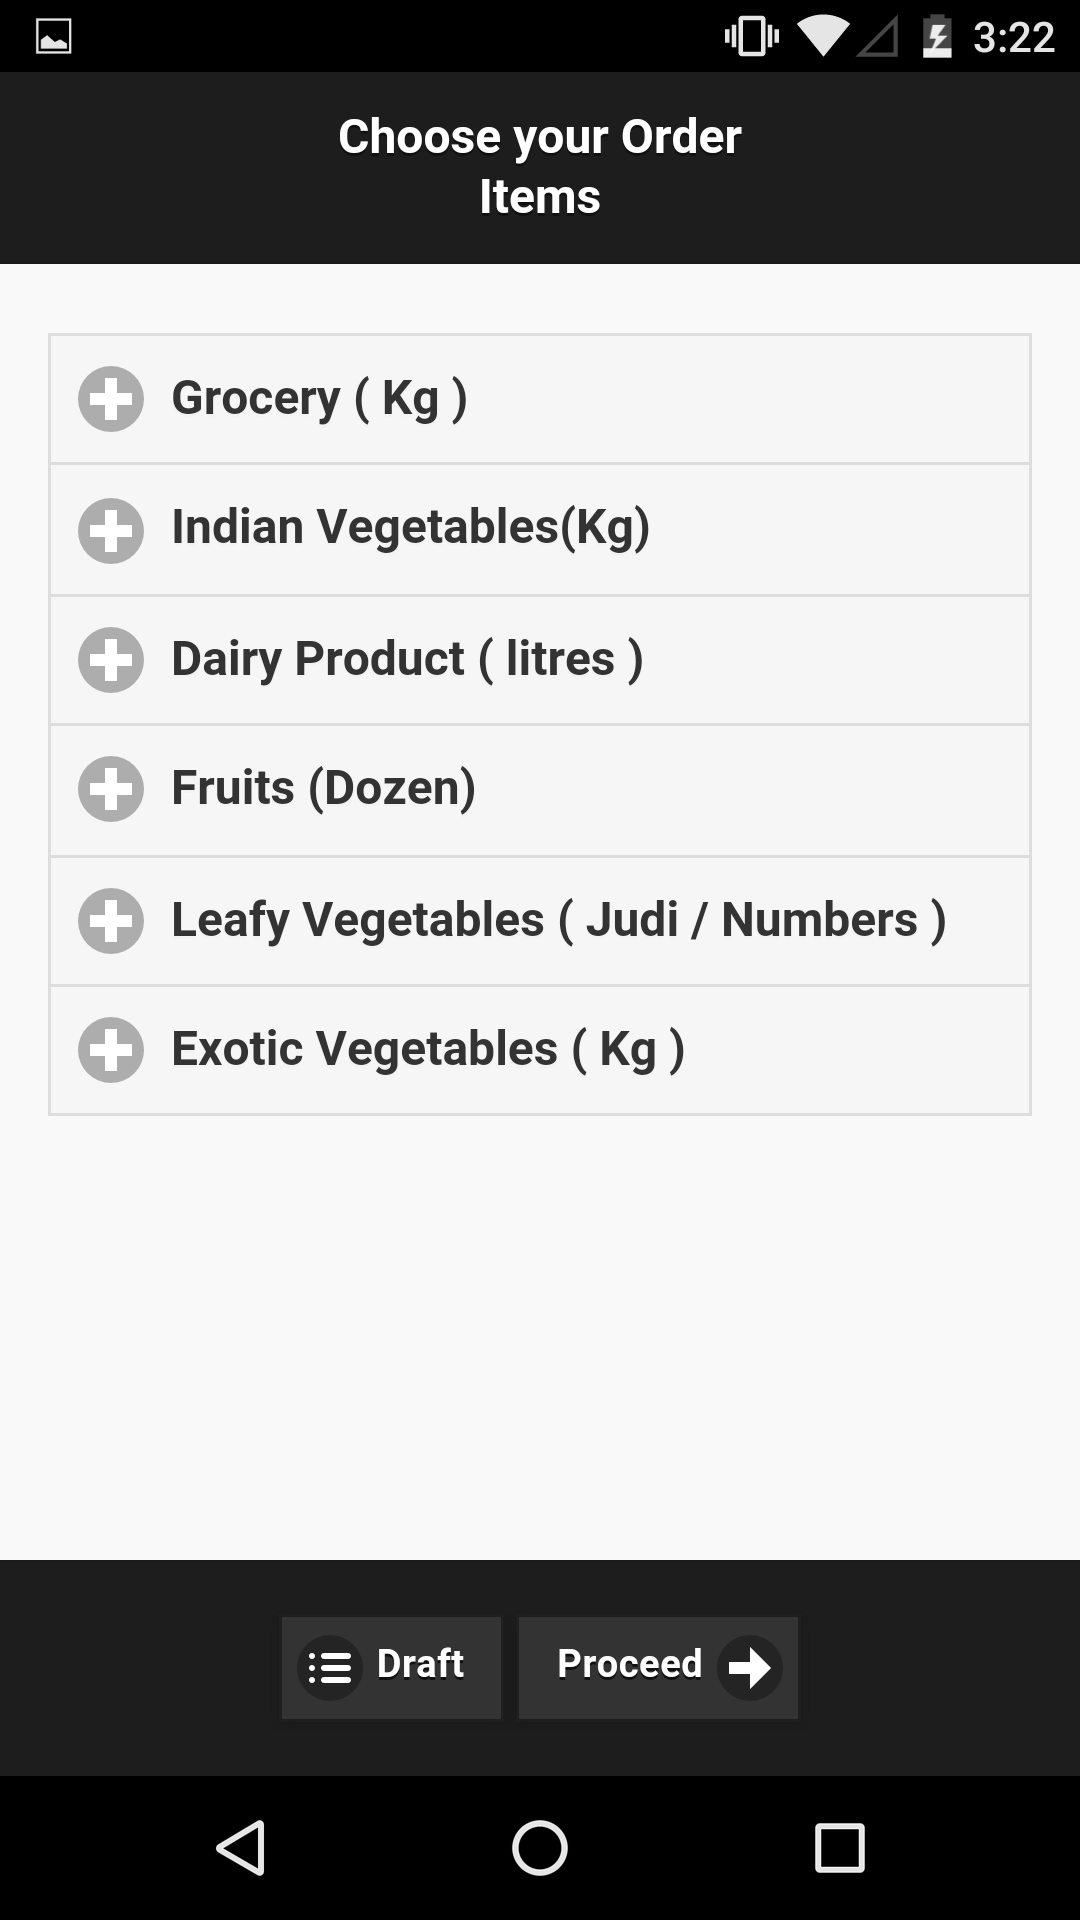 3:22
Choose your Order
Items
Grocery ( Kg )
Indian Vegetables(Kg)
Dairy Product ( litres )
Fruits (Dozen)
Leafy Vegetables ( Judi / Numbers )
Exotic Vegetables ( Kg )
Draft
Proceed